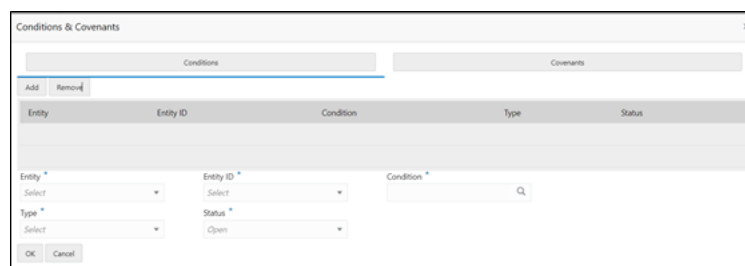 Conditions & Covenants
Conditions Covenants
Add Remove
Entity Entity ID Condition Type Status
Entity * Entity ID * Condition *
Select Select
Type * Status *
Select Open
OK Cancel